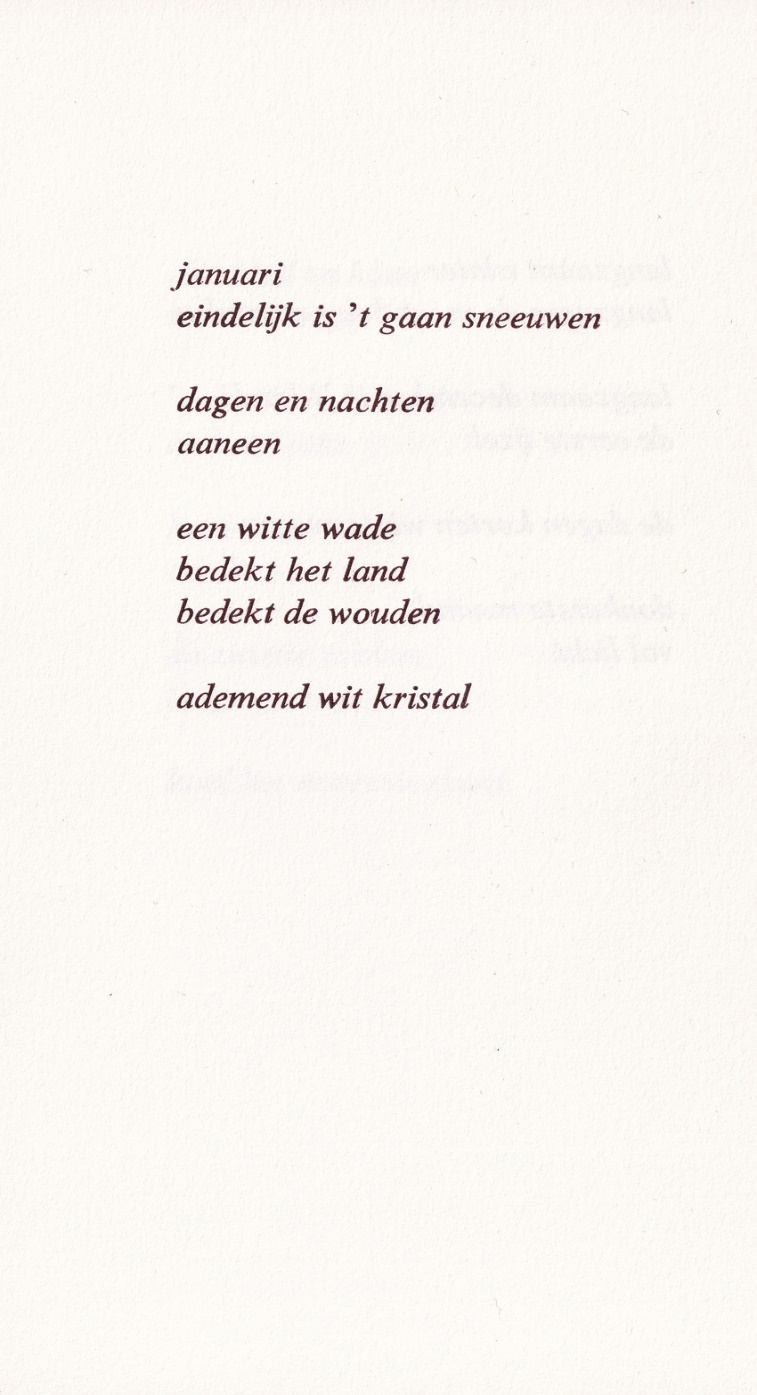 januari
eindelijk is ’t gaan sneeuwen
dagen en nachten
aaneen
een witte wade
bedekt het land
bedekt de wouden
ademend wit kristal